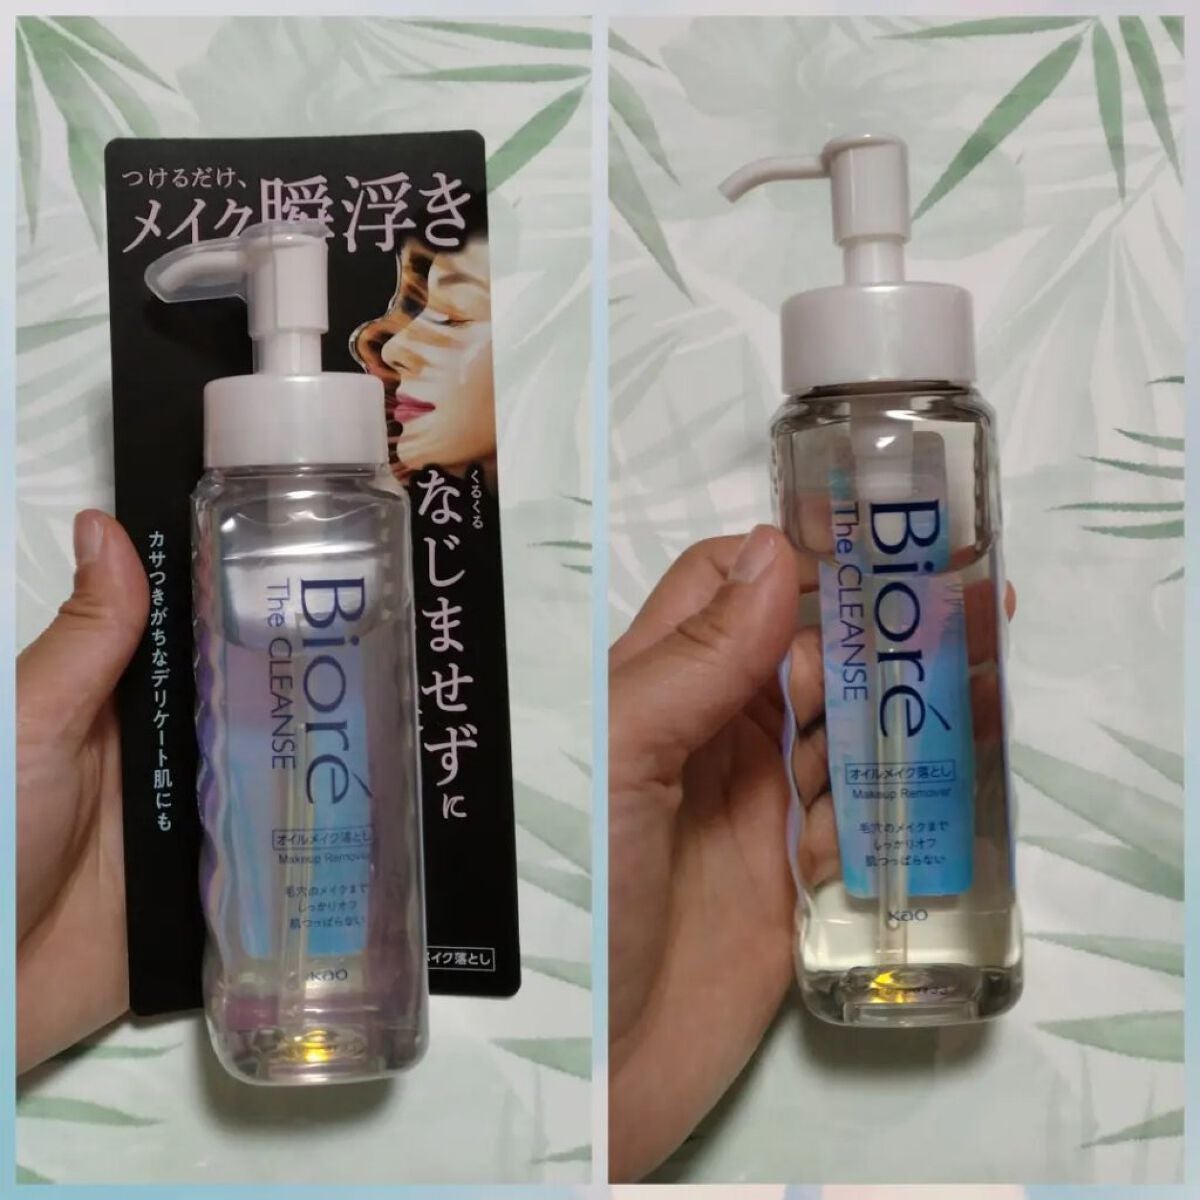 つけるだけ、
メイク瞬浮き
くるくる
なじませずに
カサつきがちなデリケート肌にも
Bioré
The CLEANSE
オイルメイク落とし
Makeup Remover
毛穴のメイクまで
しっかりオフ
肌つっぱらない
Kao
メイク落とし
Bioré
The CLEANSE
オイルメイク落とし
Makeup Remover
毛穴のメイクまで
しっかりオフ
肌つっぱらない
Kao